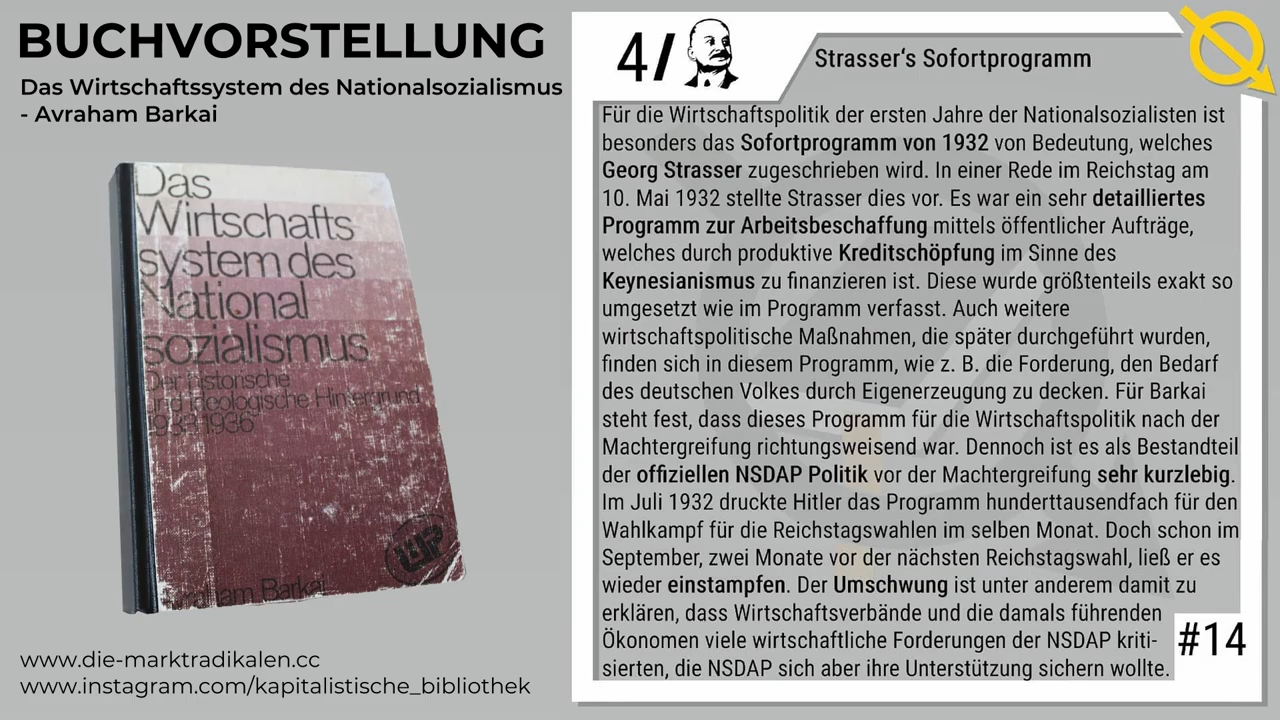 BUCHVORSTELLUNG
Das Wirtschaftssystem des Nationalsozialismus
- Avraham Barkai
Das
Wirtschafts
system des
National
sozialismus
Der historische
und ideologische Hintergrund
1933-1936
Avraham Barkai
www.die-marktradikalen.cc
www.instagram.com/kapitalistische_bibliothek
4/
Strasser‘s Sofortprogramm
Für die Wirtschaftspolitik der ersten Jahre der Nationalsozialisten ist
besonders das Sofortprogramm von 1932 von Bedeutung, welches
Georg Strasser zugeschrieben wird. In einer Rede im Reichstag am
10. Mai 1932 stellte Strasser dies vor. Es war ein sehr detailliertes
Programm zur Arbeitsbeschaffung mittels öffentlicher Aufträge,
welches durch produktive Kreditschöpfung im Sinne des
Keynesianismus zu finanzieren ist. Diese wurde größtenteils exakt so
umgesetzt wie im Programm verfasst. Auch weitere
wirtschaftspolitische Maßnahmen, die später durchgeführt wurden,
finden sich in diesem Programm, wie z. B. die Forderung, den Bedarf
des deutschen Volkes durch Eigenerzeugung zu decken. Für Barkai
steht fest, dass dieses Programm für die Wirtschaftspolitik nach der
Machtergreifung richtungsweisend war. Dennoch ist es als Bestandteil
der offiziellen NSDAP Politik vor der Machtergreifung sehr kurzlebig.
Im Juli 1932 druckte Hitler das Programm hunderttausendfach für den
Wahlkampf für die Reichstagswahlen im selben Monat. Doch schon im
September, zwei Monate vor der nächsten Reichstagswahl, ließ er es
wieder einstampfen. Der Umschwung ist unter anderem damit zu
erklären, dass Wirtschaftsverbände und die damals führenden
Ökonomen viele wirtschaftliche Forderungen der NSDAP kriti-
sierten, die NSDAP sich aber ihre Unterstützung sichern wollte.
#14